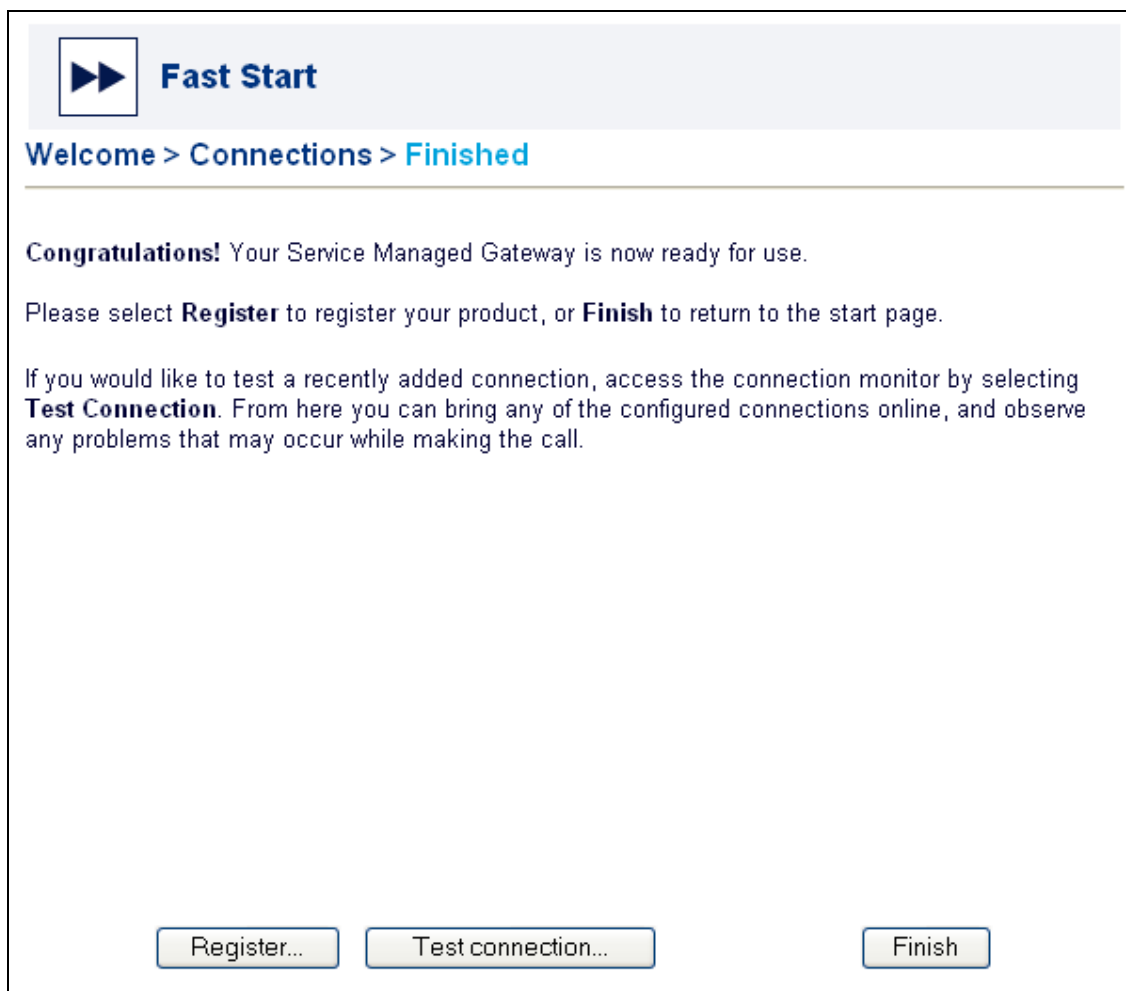 Fast Start
Welcome > Connections > Finished
Congratulations! Your Service Managed Gateway is now ready for use.
Please select Register to register your product, or Finish to return to the start page.
If you would like to test a recently added connection, access the connection monitor by selecting
Test Connection. From here you can bring any of the configured connections online, and observe
any problems that may occur while making the call.
Register... Test connection... Finish